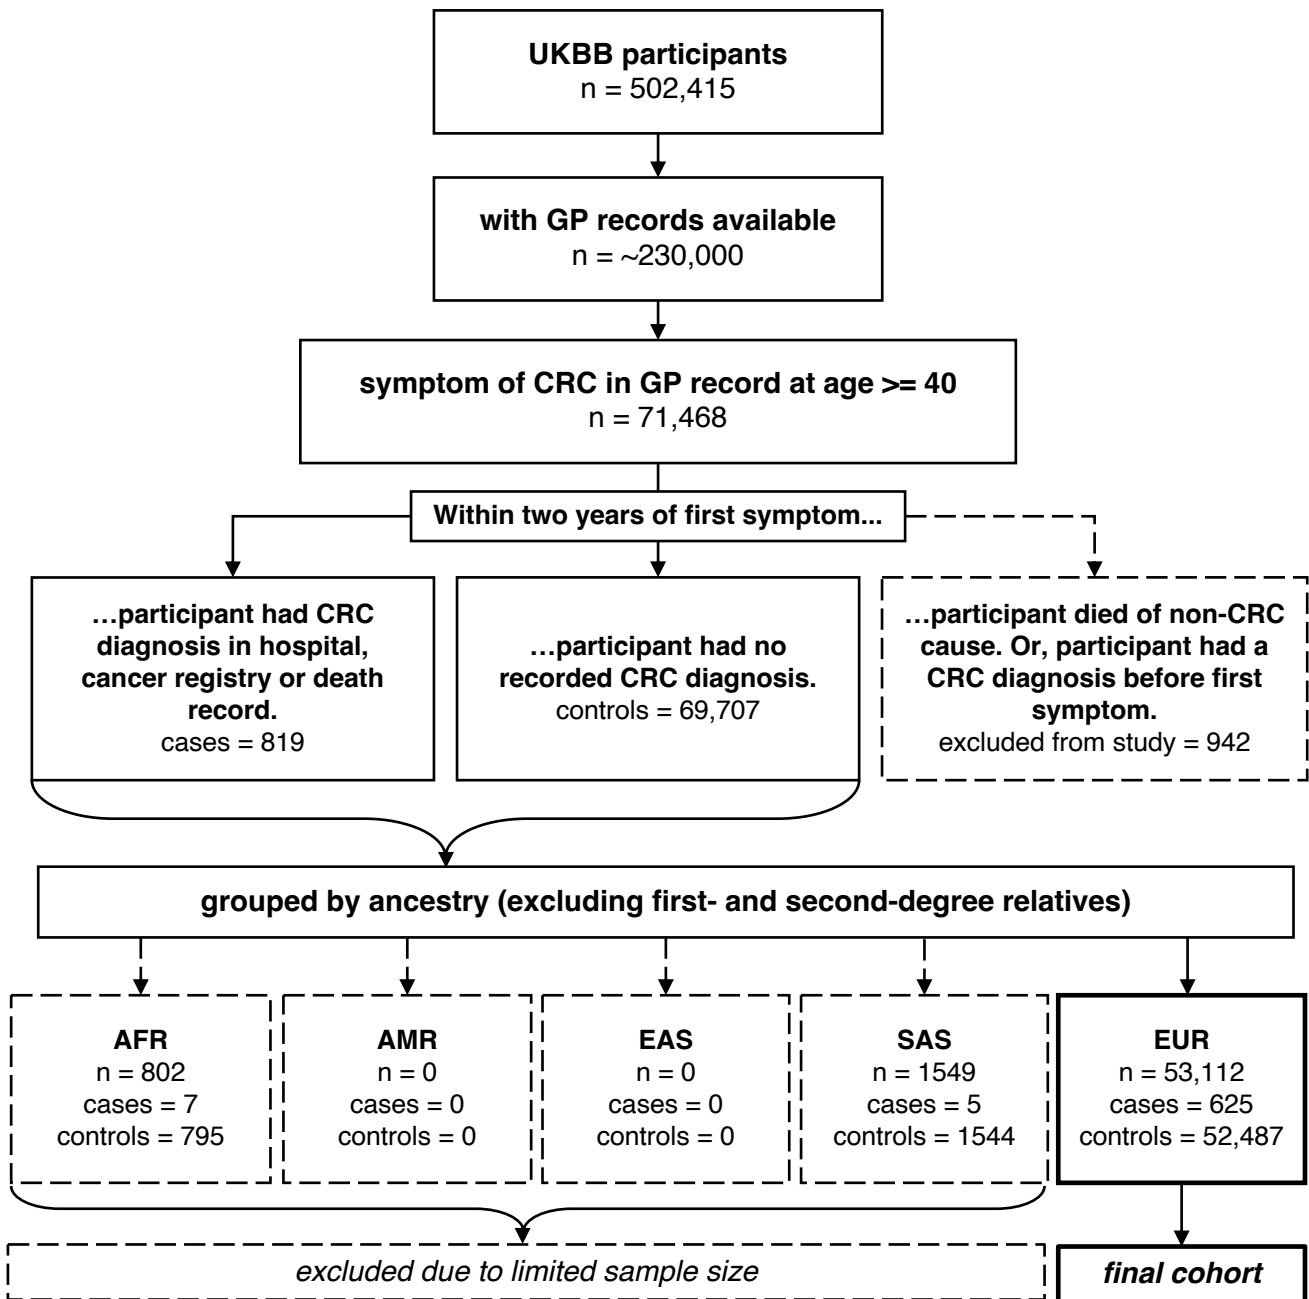 UKBB participants
n = 502,415
with GP records available
n = ~230,000
symptom of CRC in GP record at age >= 40
n = 71,468
Within two years of first symptom...
...participant had CRC
diagnosis in hospital,
cancer registry or death
record.
cases = 819
...participant had no
recorded CRC diagnosis.
controls = 69,707
...participant died of non-CRC
cause. Or, participant had a
CRC diagnosis before first
symptom.
excluded from study = 942
grouped by ancestry (excluding first- and second-degree relatives)
AFR
n = 802
cases = 7
controls = 795
AMR
n = 0
cases = 0
controls = 0
EAS
n = 0
cases = 0
controls = 0
SAS
n = 1549
cases = 5
controls = 1544
EUR
n = 53,112
cases = 625
controls = 52,487
excluded due to limited sample size
final cohort